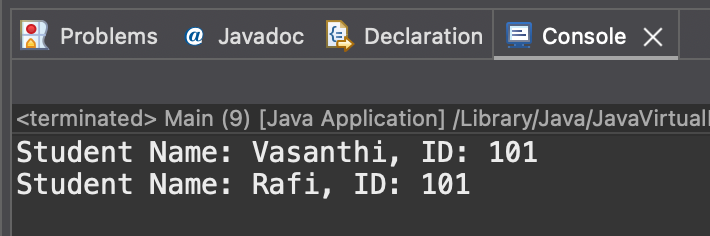 Problems @ Javadoc Declaration Console
<terminated> Main (9) [Java Application] /Library/Java/JavaVirtual
Student Name: Vasanthi, ID: 101
Student Name: Rafi, ID: 101